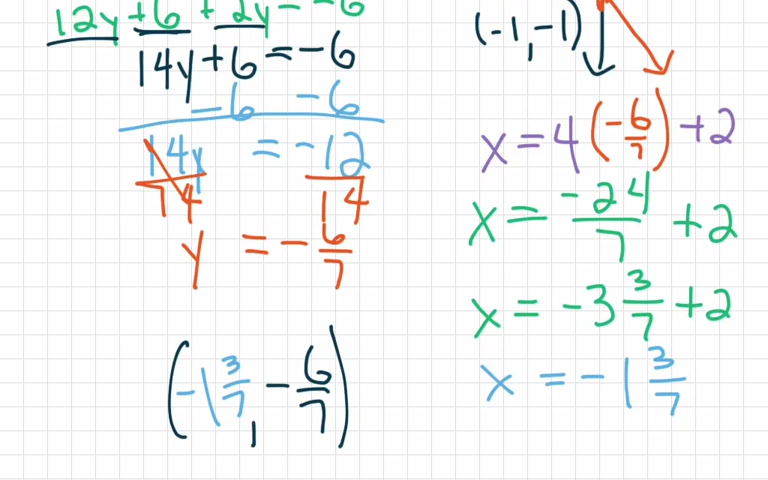 12y + 6 + 2y = -6
14y + 6 = -6
-6 -6
14y = -12
14 14
y = -6/7
(-1 3/7, -6/7)
(-1, -1)
x = 4(-6/7) + 2
x = -24/7 + 2
x = -3 3/7 + 2
x = -1 3/7